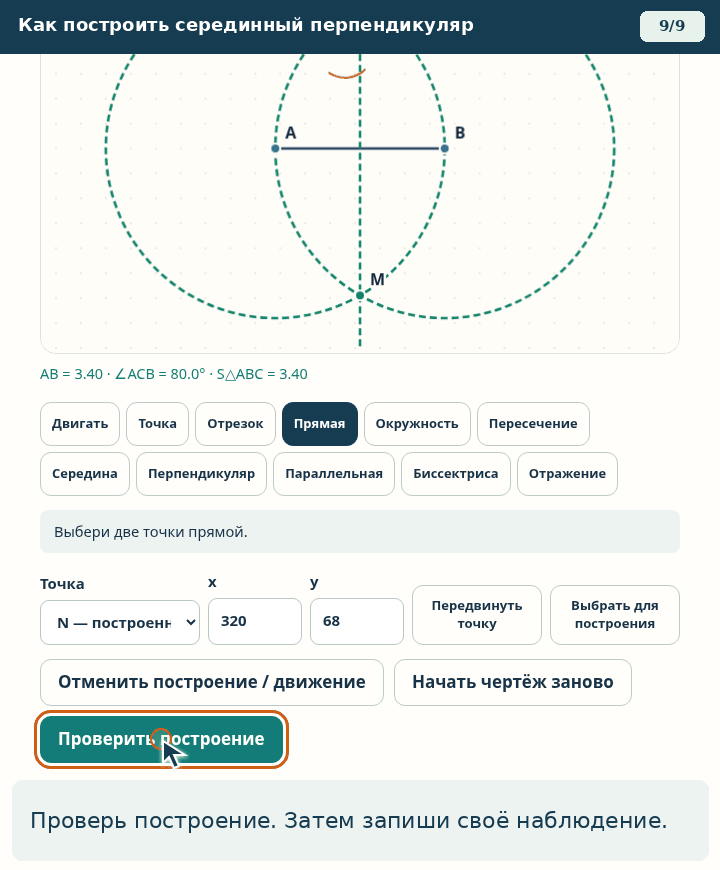 Как построить серединный перпендикуляр
9/9
A
B
M
AB = 3.40 · ∠ACB = 80.0° · S△ABC = 3.40
Двигать
Точка
Отрезок
Прямая
Окружность
Пересечение
Середина
Перпендикуляр
Параллельная
Биссектриса
Отражение
Выбери две точки прямой.
Точка
x
y
N — построен
320
68
Передвинуть
точку
Выбрать для
построения
Отменить построение / движение
Начать чертёж заново
Проверить построение
Проверь построение. Затем запиши своё наблюдение.